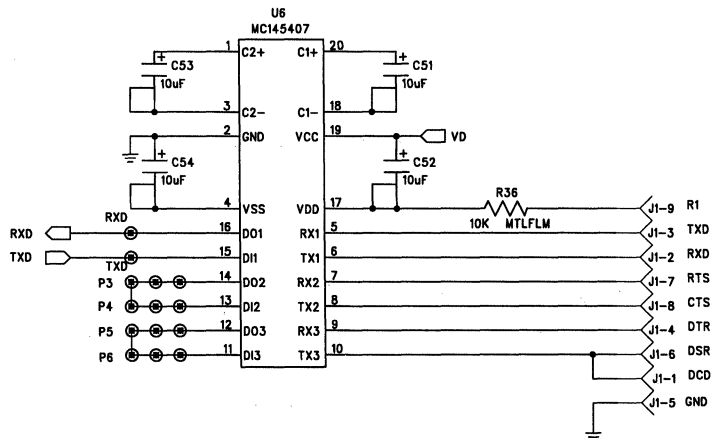 U6
MC145407
1 C2+ C1+ 20
+ C53 10uF
+ C51 10uF
3 C2- C1- 18
2 GND VCC 19 VD
+ C54 10uF
+ C52 10uF
4 VSS VDD 17 R36 10K MTLFLM J1-9 R1
RXD RXD 16 DO1 RX1 5 J1-3 TXD
TXD TXD 15 DI1 TX1 6 J1-2 RXD
P3 14 DO2 RX2 7 J1-7 RTS
P4 13 DI2 TX2 8 J1-8 CTS
P5 12 DO3 RX3 9 J1-4 DTR
P6 11 DI3 TX3 10 J1-6 DSR
J1-1 DCD
J1-5 GND